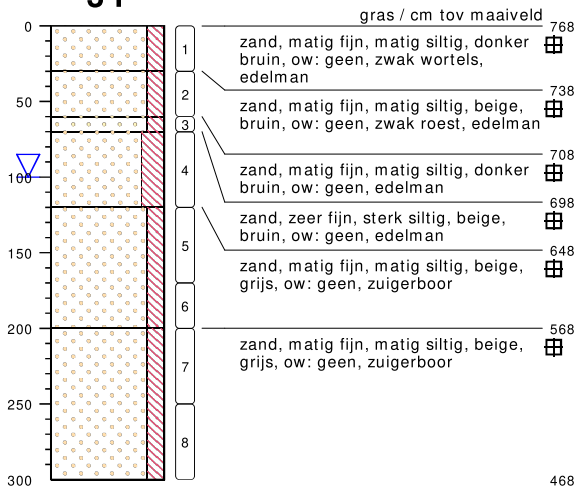 gras / cm tov maaiveld
0
768
1
zand, matig fijn, matig siltig, donker
bruin, ow: geen, zwak wortels,
edelman
738
50
2
zand, matig fijn, matig siltig, beige,
bruin, ow: geen, zwak roest, edelman
3
708
100
4
zand, matig fijn, matig siltig, donker
bruin, ow: geen, edelman
698
zand, zeer fijn, sterk siltig, beige,
bruin, ow: geen, edelman
150
5
648
zand, matig fijn, matig siltig, beige,
grijs, ow: geen, zuigerboor
6
200
568
7
zand, matig fijn, matig siltig, beige,
grijs, ow: geen, zuigerboor
250
8
300
468